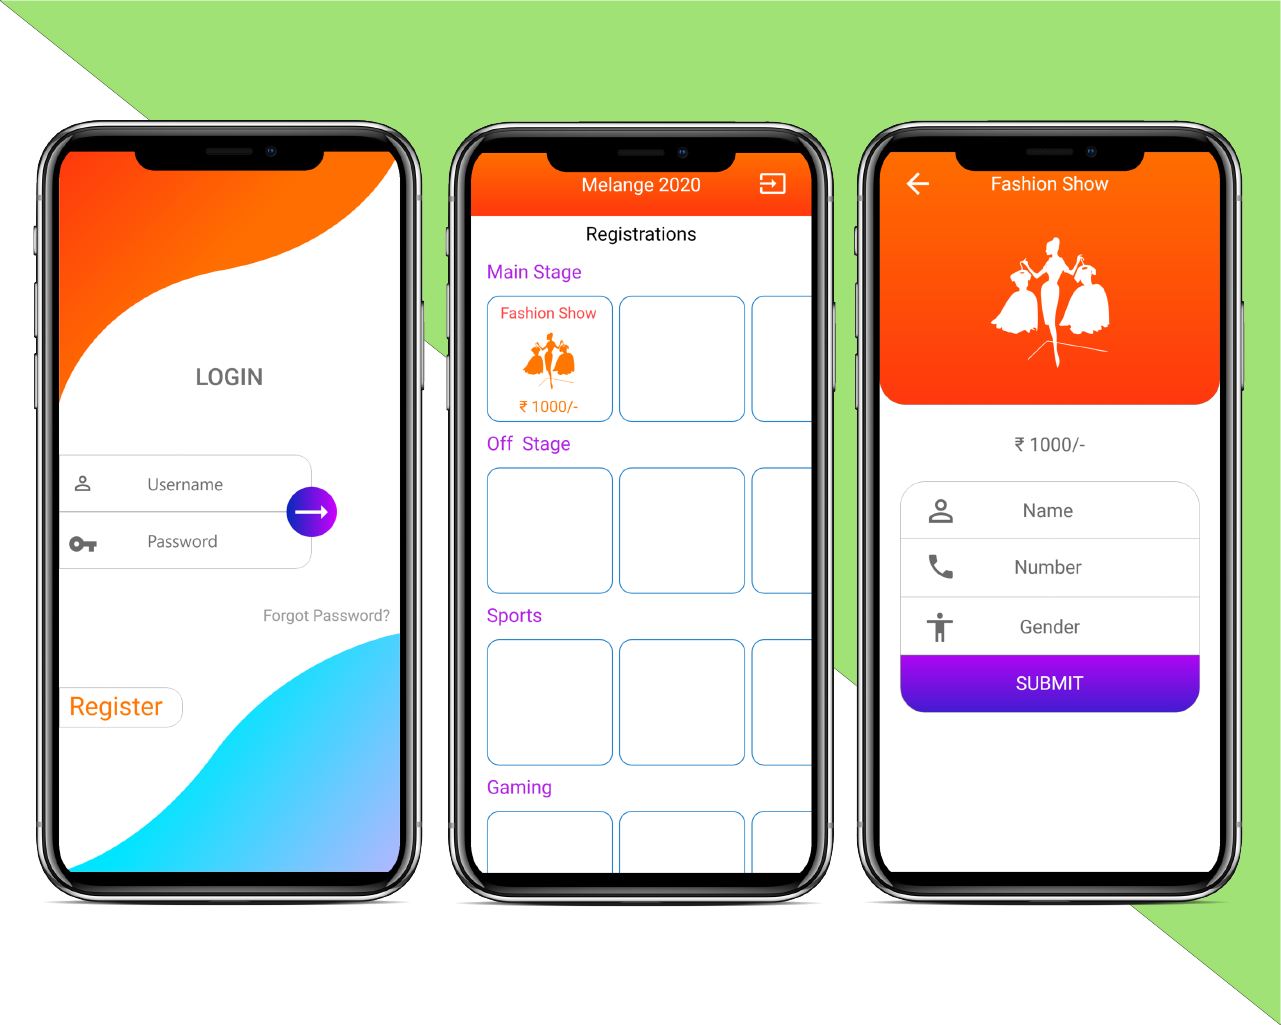 LOGIN
Username
Password
Forgot Password?
Register
Melange 2020
Registrations
Main Stage
Fashion Show
₹ 1000/-
Off  Stage
Sports
Gaming
Fashion Show
₹ 1000/-
Name
Number
Gender
SUBMIT